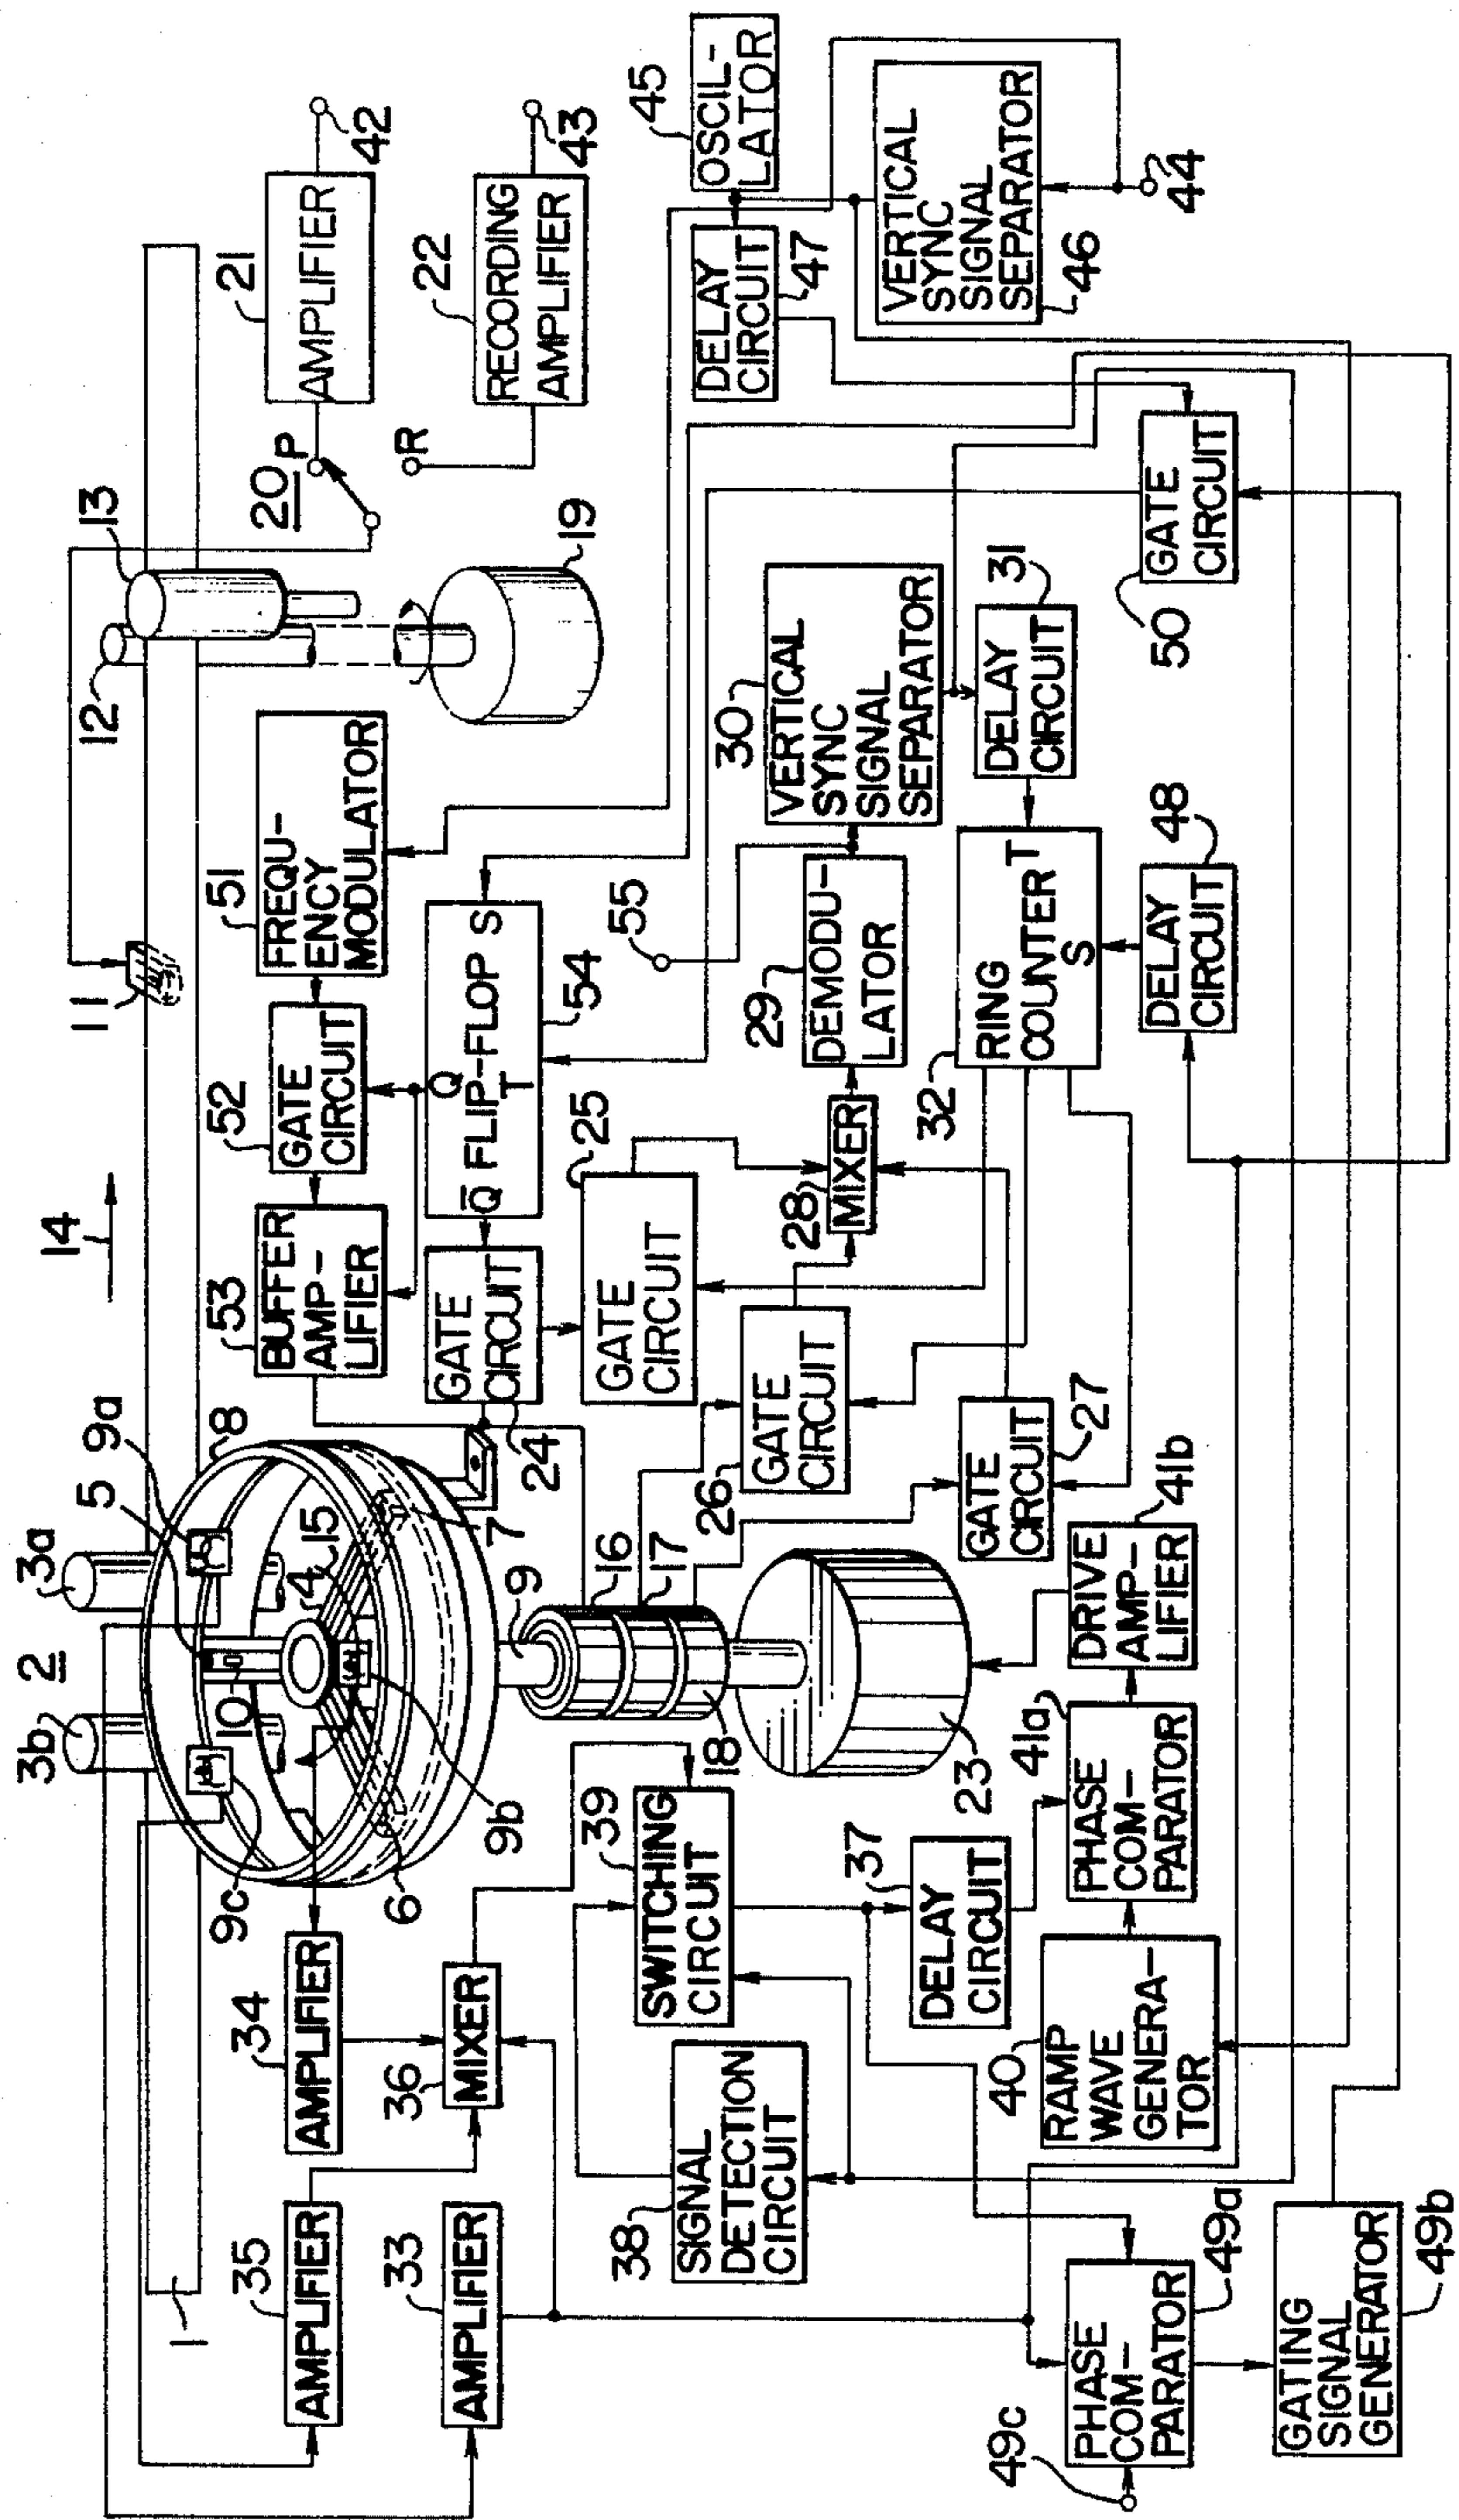 2
3b
3a
14
1
9c
10
5
9a
8
4
15
6
9b
7
9
16
17
18
23
11
12
13
19
20
P
R
21
AMPLIFIER
42
22
RECORDING
AMPLIFIER
43
35
AMPLIFIER
34
AMPLIFIER
33
AMPLIFIER
36
MIXER
53
BUFFER
AMP-
LIFIER
52
GATE
CIRCUIT
51
FREQU-
ENCY
MODULATOR
24
GATE
CIRCUIT
Q̅ FLIP-FLOP S
Q
T
54
25
GATE
CIRCUIT
26
GATE
CIRCUIT
27
GATE
CIRCUIT
28
MIXER
29
DEMODU-
LATOR
55
30
VERTICAL
SYNC
SIGNAL
SEPARATOR
31
DELAY
CIRCUIT
32
RING
COUNTER T
S
48
DELAY
CIRCUIT
45
OSCIL-
LATOR
47
DELAY
CIRCUIT
46
VERTICAL
SYNC
SIGNAL
SEPARATOR
44
50
GATE
CIRCUIT
38
SIGNAL
DETECTION
CIRCUIT
39
SWITCHING
CIRCUIT
37
DELAY
CIRCUIT
40
RAMP
WAVE
GENERA-
TOR
41a
PHASE
COM-
PARATOR
41b
DRIVE
AMP-
LIFIER
49c
PHASE
COM-
PARATOR
49a
GATING
SIGNAL
GENERATOR
49b